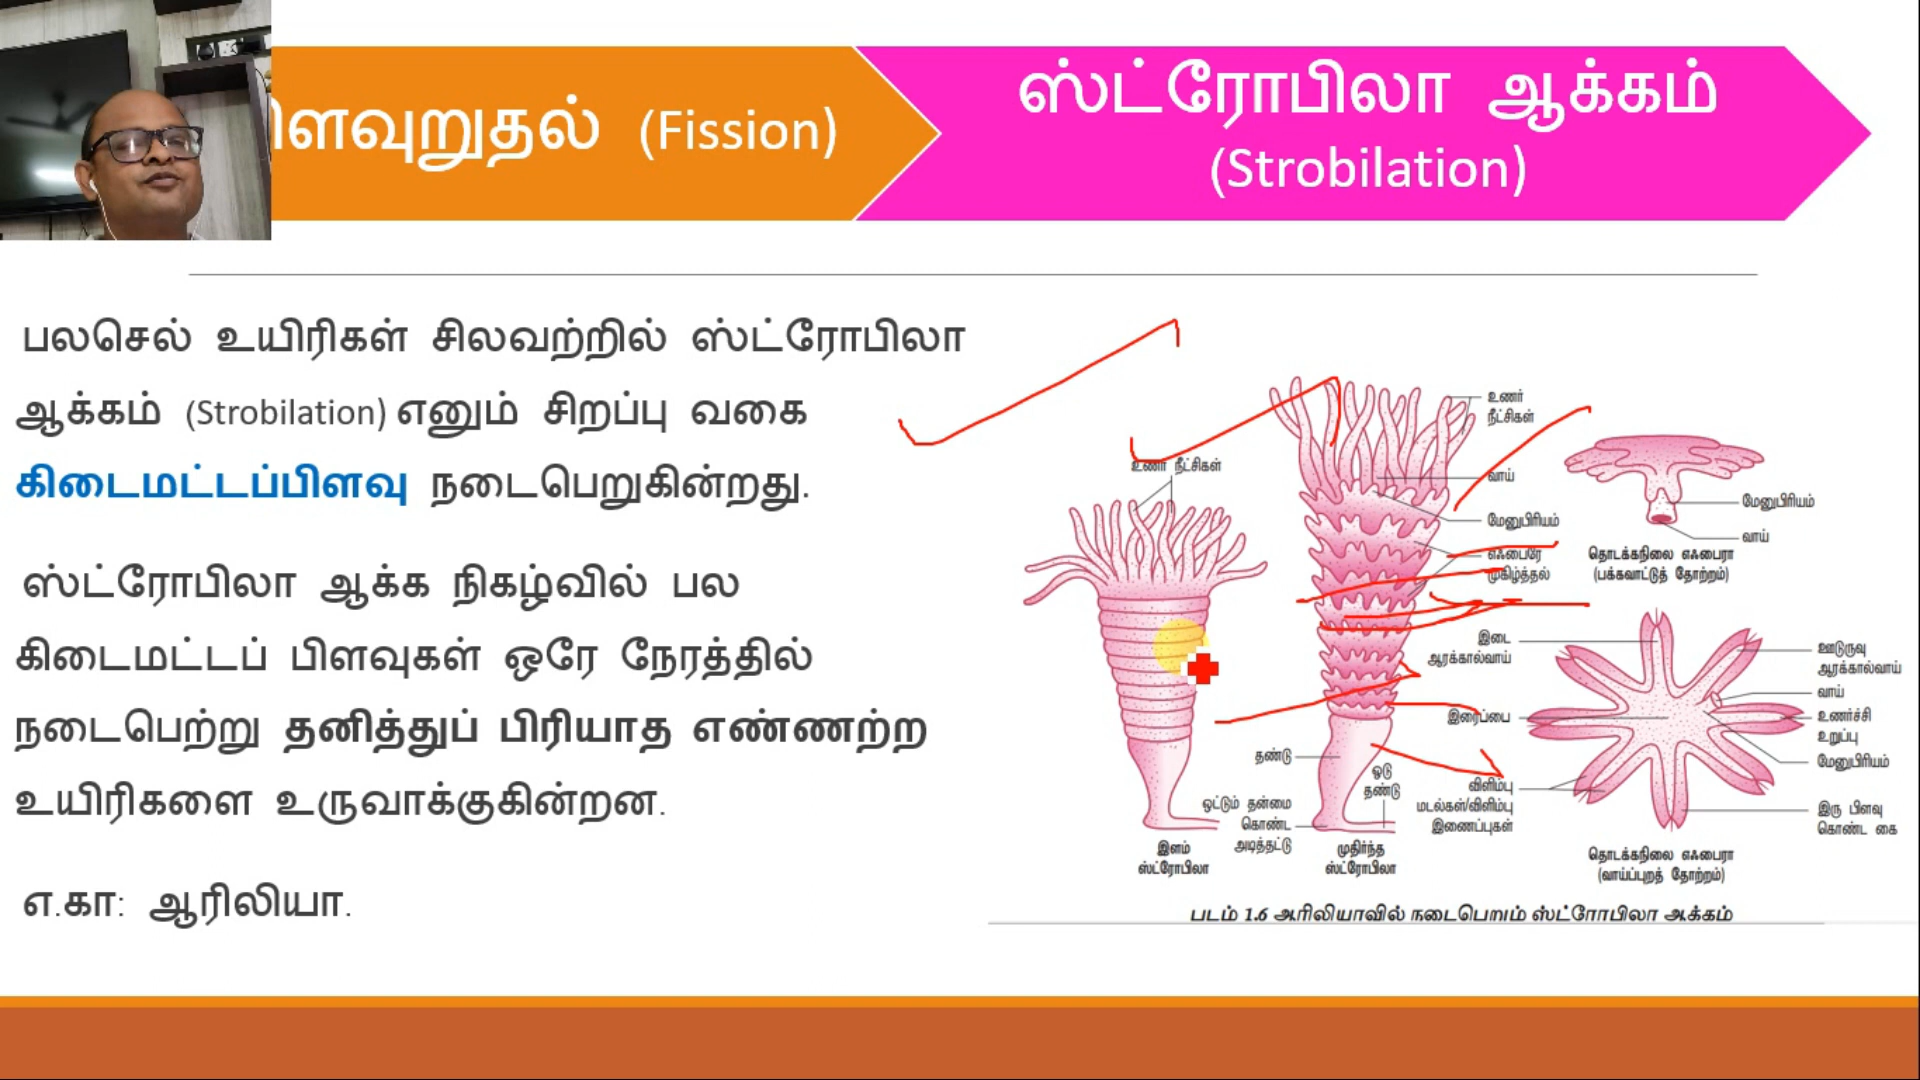 (Fission)
ஸ்ட்ரோபிலா ஆக்கம்
(Strobilation)
பலசெல் உயிரிகள் சிலவற்றில் ஸ்ட்ரோபிலா
ஆக்கம் (Strobilation) எனும் சிறப்பு வகை
கிடைமட்டப்பிளவு நடைபெறுகின்றது.
ஸ்ட்ரோபிலா ஆக்க நிகழ்வில் பல
கிடைமட்டப் பிளவுகள் ஒரே நேரத்தில்
நடைபெற்று தனித்துப் பிரியாத எண்ணற்ற
உயிரிகளை உருவாக்குகின்றன.
எ.கா: ஆரிலியா.
உணர் நீட்சிகள்
இளம்
ஸ்ட்ரோபிலா
உணர்
நீட்சிகள்
வாய்
மேனுபிரியம்
எஃபைரே
முகிழ்த்தல்
தண்டு
ஓடு
தண்டு
ஒட்டும் தன்மை
கொண்ட
அடித்தட்டு
முதிர்ந்த
ஸ்ட்ரோபிலா
மேனுபிரியம்
வாய்
தொடக்கநிலை எஃபைரா
(பக்கவாட்டுத் தோற்றம்)
இடை
ஆரக்கால்வாய்
இரைப்பை
விளிம்பு
மடல்கள்/விளிம்பு
இணைப்புகள்
ஊடுருவு
ஆரக்கால்வாய்
வாய்
உணர்ச்சி
உறுப்பு
மேனுபிரியம்
இரு பிளவு
கொண்ட கை
தொடக்கநிலை எஃபைரா
(வாய்ப்புறத் தோற்றம்)
படம் 1.6 ஆரிலியாவில் நடைபெறும் ஸ்ட்ரோபிலா ஆக்கம்